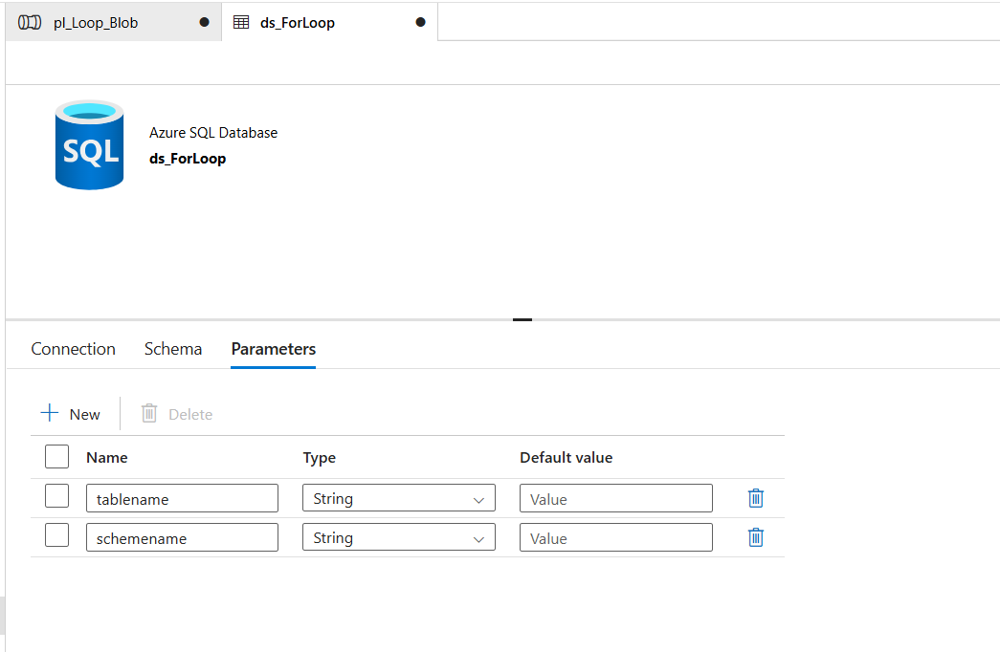 pl_Loop_Blob
ds_ForLoop
SQL
Azure SQL Database
ds_ForLoop
Connection Schema Parameters
New Delete
Name Type Default value
tablename String Value
schemename String Value